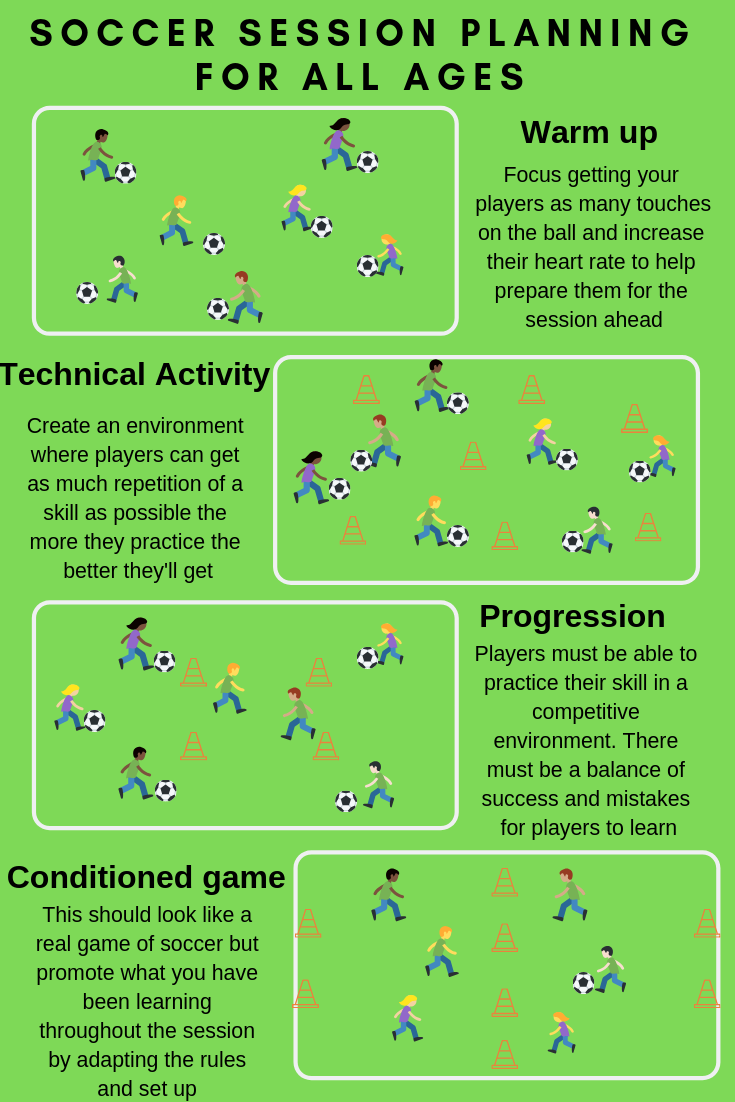 SOCCER SESSION PLANNING
FOR ALL AGES
Warm up
Focus getting your
players as many touches
on the ball and increase
their heart rate to help
prepare them for the
session ahead
Technical Activity
Create an environment
where players can get
as much repetition of a
skill as possible the
more they practice the
better they'll get
Progression
Players must be able to
practice their skill in a
competitive
environment. There
must be a balance of
success and mistakes
for players to learn
Conditioned game
This should look like a
real game of soccer but
promote what you have
been learning
throughout the session
by adapting the rules
and set up